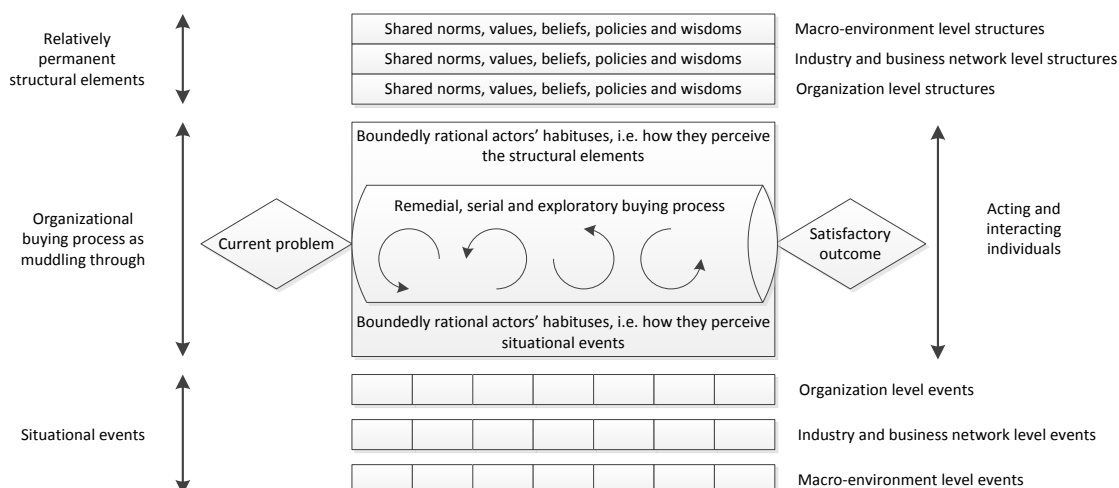 Relatively
permanent
structural elements
Shared norms, values, beliefs, policies and wisdoms
Macro-environment level structures
Shared norms, values, beliefs, policies and wisdoms
Industry and business network level structures
Shared norms, values, beliefs, policies and wisdoms
Organization level structures
Organizational
buying process as
muddling through
Boundedly rational actors’ habituses, i.e. how they perceive
the structural elements
Current problem
Remedial, serial and exploratory buying process
Satisfactory
outcome
Acting and
interacting
individuals
Boundedly rational actors’ habituses, i.e. how they perceive
situational events
Situational events
Organization level events
Industry and business network level events
Macro-environment level events